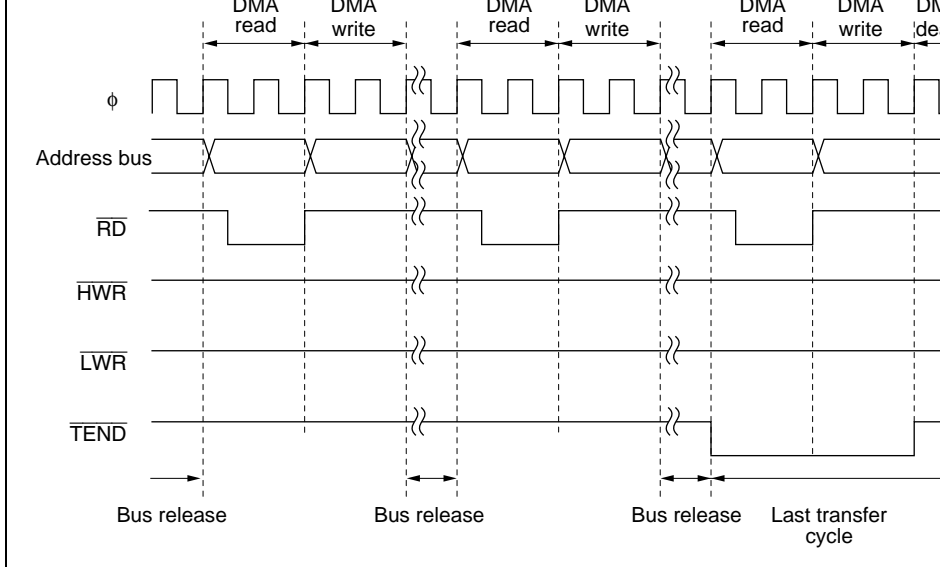 DMA DMA DMA DMA DMA DMA
read write read write read write
φ
Address bus
RD
HWR
LWR
TEND
Bus release Bus release Bus release Last transfer
cycle